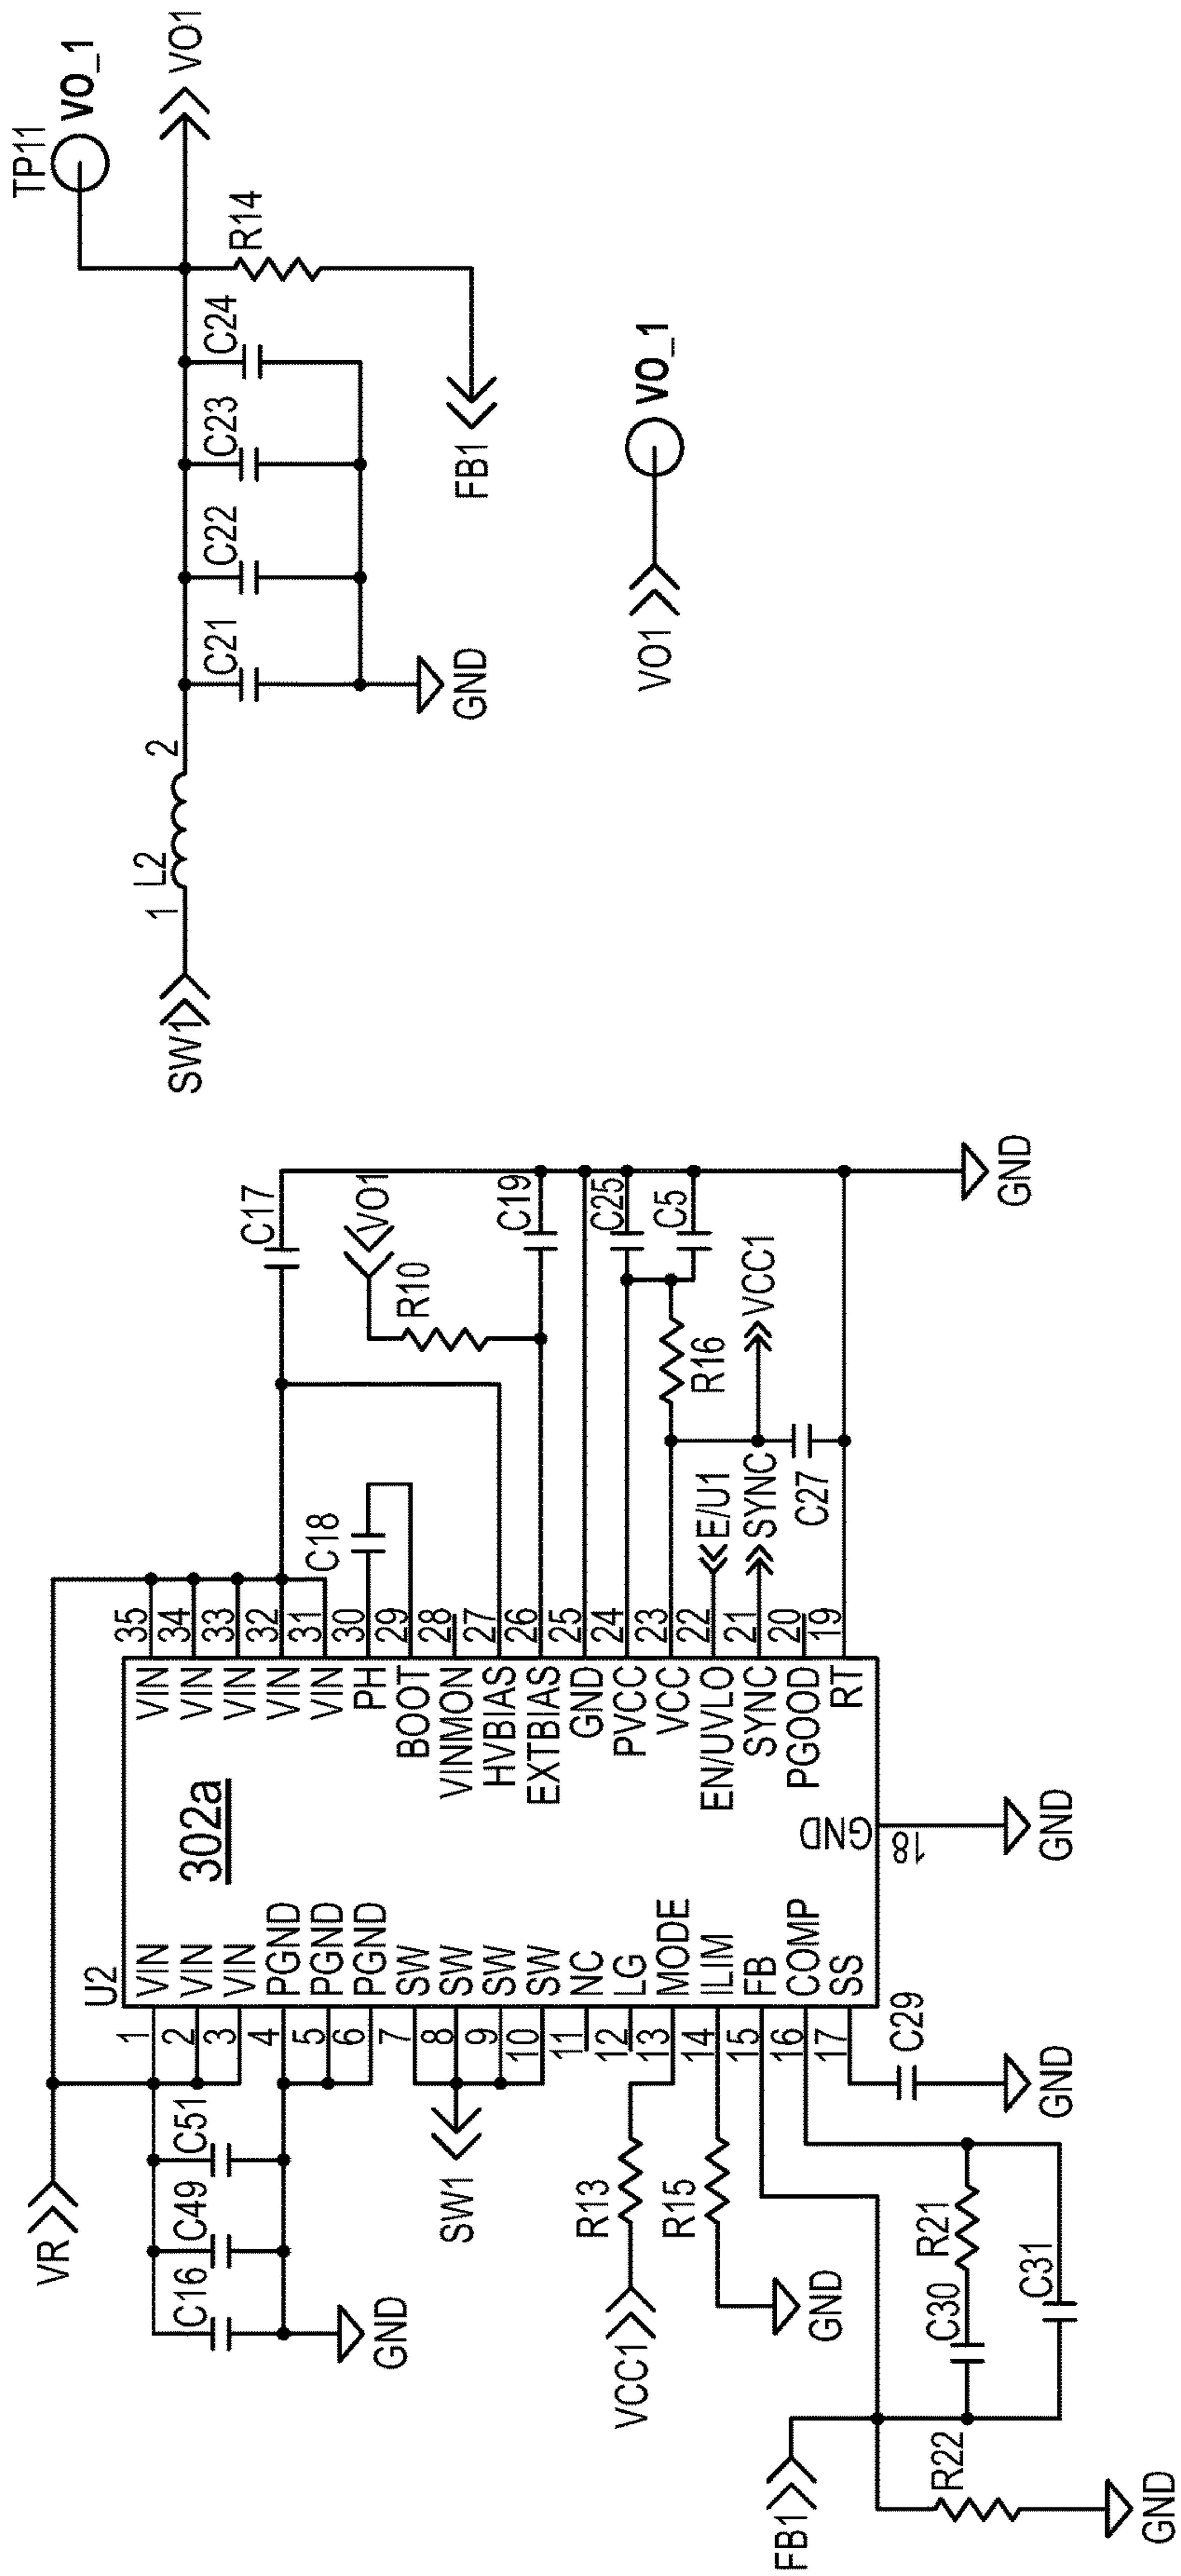 VR
C16
C49
C51
GND
U2
302a
1 VIN
2 VIN
3 VIN
4 PGND
5 PGND
6 PGND
7 SW
8 SW
9 SW
10 SW
11 NC
12 LG
13 MODE
14 ILIM
15 FB
16 COMP
17 SS
VIN 35
VIN 34
VIN 33
VIN 32
VIN 31
PH 30
BOOT 29
VINMON 28
HVBIAS 27
EXTBIAS 26
GND 25
PVCC 24
VCC 23
EN/UVLO 22
SYNC 21
PGOOD 20
RT 19
GND
18
GND
SW1
VCC1
R13
R15
GND
C29
GND
FB1
R22
GND
C30
R21
C31
C18
C17
VO1
R10
C19
C25
C5
R16
E/U1
SYNC
VCC1
C27
GND
SW1
1
L2
2
C21
C22
C23
C24
GND
R14
FB1
TP11
VO_1
VO1
VO1
VO_1